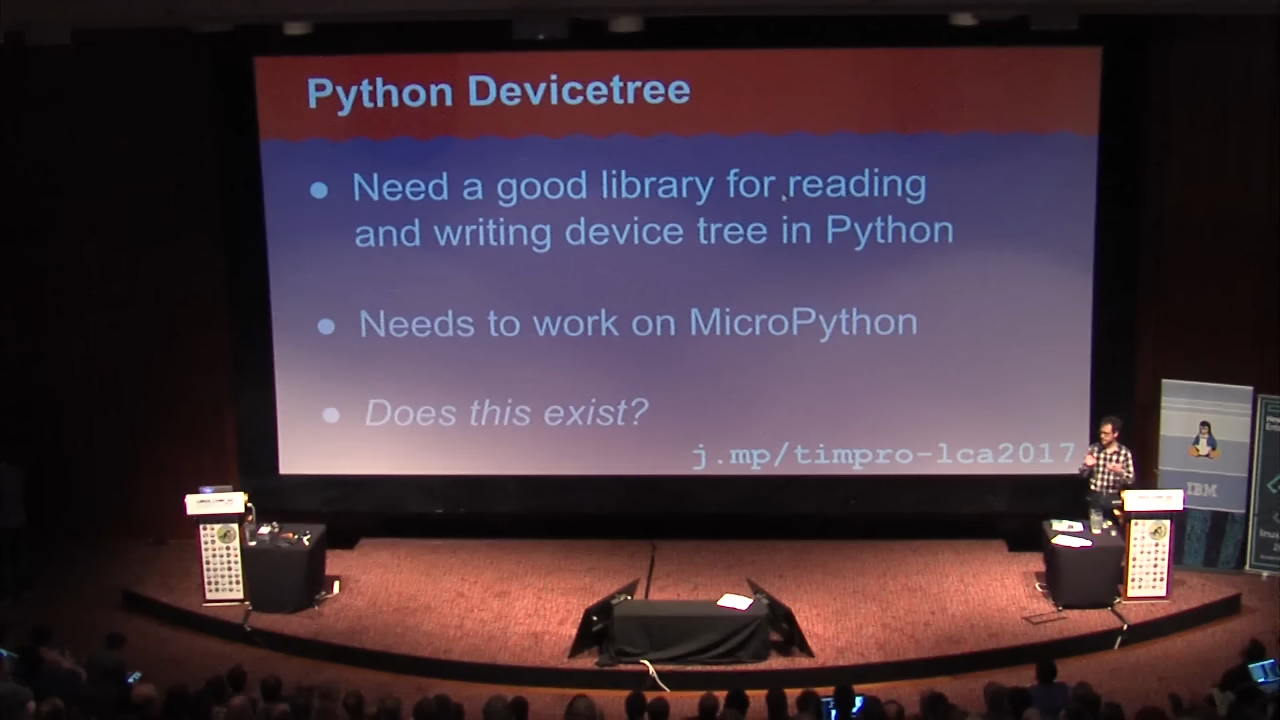 Python Devicetree
● Need a good library for reading
and writing device tree in Python
● Needs to work on MicroPython
● Does this exist?
j.mp/timpro-lca2017
IBM